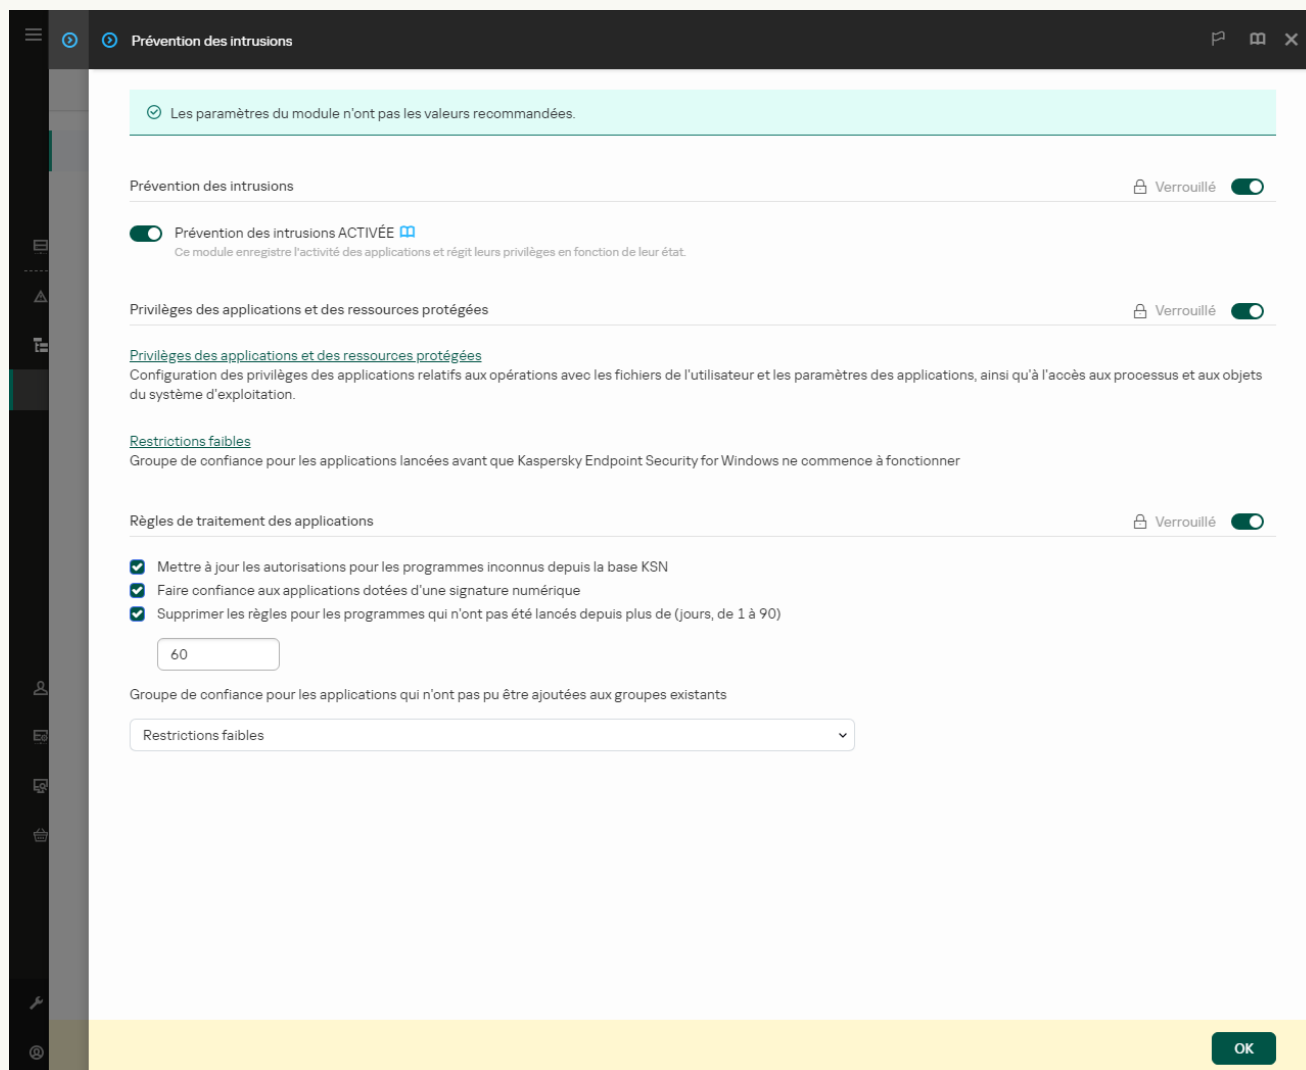 Prévention des intrusions
Les paramètres du module n'ont pas les valeurs recommandées.
Prévention des intrusions
Verrouillé
Prévention des intrusions ACTIVÉE
Ce module enregistre l'activité des applications et régit leurs privilèges en fonction de leur état.
Privilèges des applications et des ressources protégées
Verrouillé
Privilèges des applications et des ressources protégées
Configuration des privilèges des applications relatifs aux opérations avec les fichiers de l'utilisateur et les paramètres des applications, ainsi qu'à l'accès aux processus et aux objets
du système d'exploitation.
Restrictions faibles
Groupe de confiance pour les applications lancées avant que Kaspersky Endpoint Security for Windows ne commence à fonctionner
Règles de traitement des applications
Verrouillé
Mettre à jour les autorisations pour les programmes inconnus depuis la base KSN
Faire confiance aux applications dotées d'une signature numérique
Supprimer les règles pour les programmes qui n'ont pas été lancés depuis plus de (jours, de 1 à 90)
60
Groupe de confiance pour les applications qui n'ont pas pu être ajoutées aux groupes existants
Restrictions faibles
OK